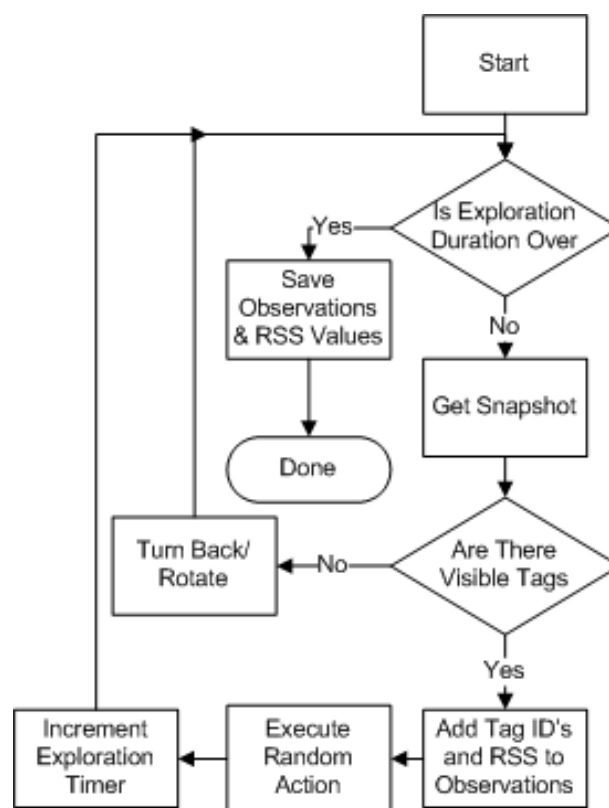 Start
Is Exploration
Duration Over
Yes
Save
Observations
& RSS Values
No
Get Snapshot
Done
Are There
Visible Tags
No
Turn Back/
Rotate
Yes
Add Tag ID's
and RSS to
Observations
Execute
Random
Action
Increment
Exploration
Timer